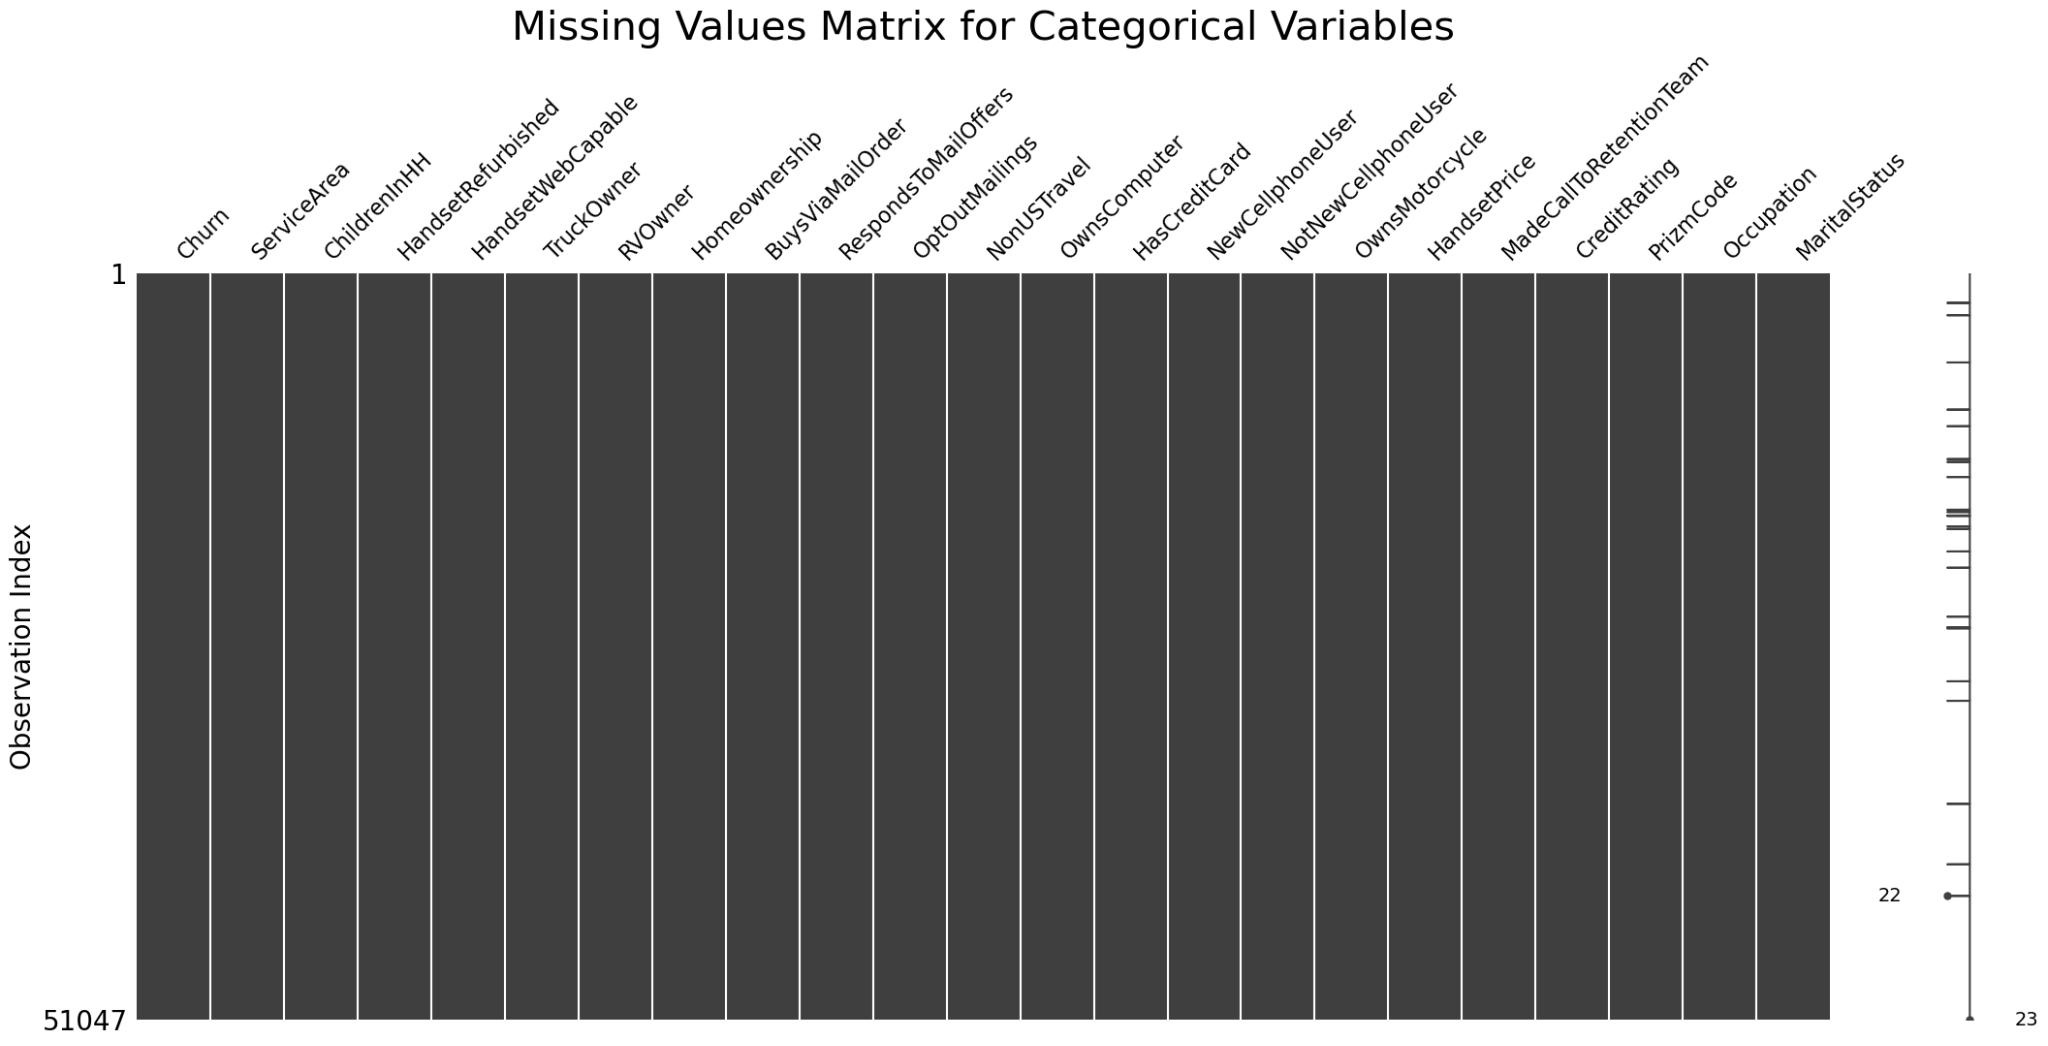 Missing Values Matrix for Categorical Variables
Churn
ServiceArea
ChildrenInHH
HandsetRefurbished
HandsetWebCapable
TruckOwner
RVOwner
Homeownership
BuysViaMailOrder
RespondsToMailOffers
OptOutMailings
NonUSTravel
OwnsComputer
HasCreditCard
NewCellphoneUser
NotNewCellphoneUser
OwnsMotorcycle
HandsetPrice
MadeCallToRetentionTeam
CreditRating
PrizmCode
Occupation
MaritalStatus
1
Observation Index
22
51047
23